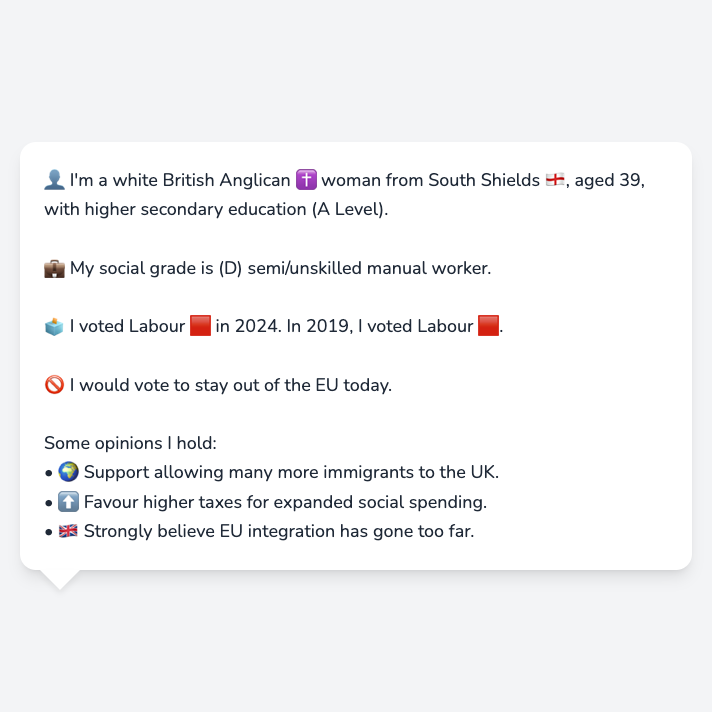 👤 I'm a white British Anglican ✝️ woman from South Shields 🏴󠁧󠁢󠁥󠁮󠁧󠁿, aged 39,
with higher secondary education (A Level).
💼 My social grade is (D) semi/unskilled manual worker.
🗳️ I voted Labour 🟥 in 2024. In 2019, I voted Labour 🟥.
🚫 I would vote to stay out of the EU today.
Some opinions I hold:
• 🌍 Support allowing many more immigrants to the UK.
• ⬆️ Favour higher taxes for expanded social spending.
• 🇬🇧 Strongly believe EU integration has gone too far.